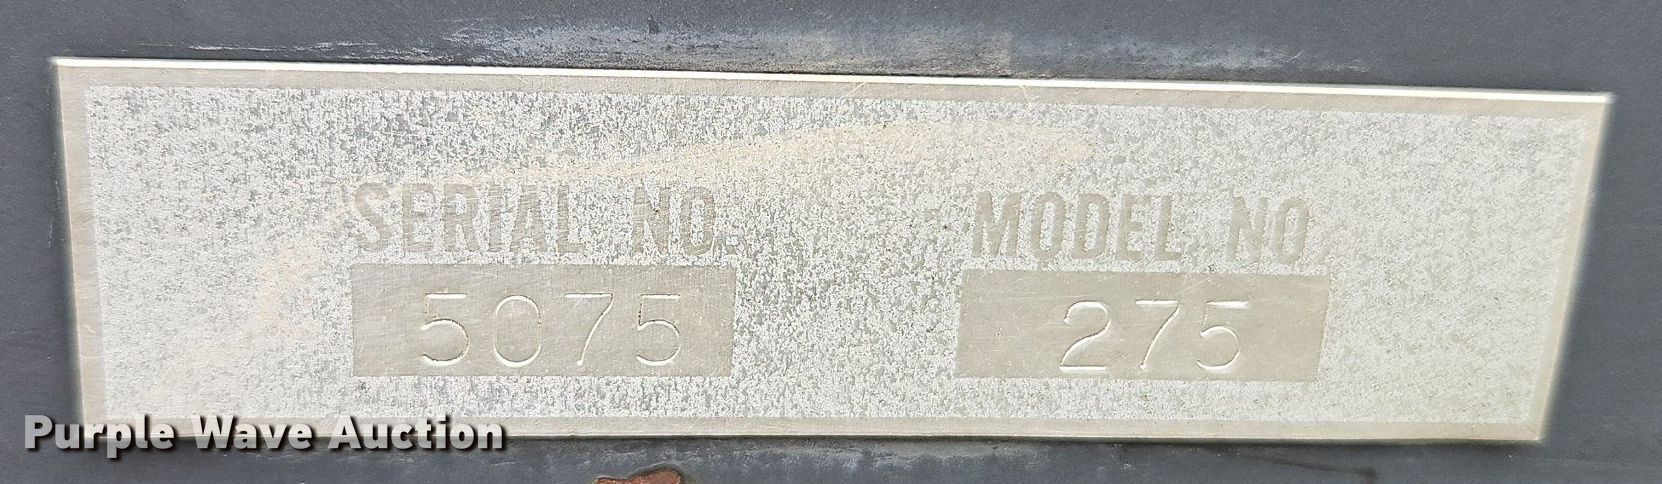 SERIAL NO. MODEL NO.
5075 275
Purple Wave Auction